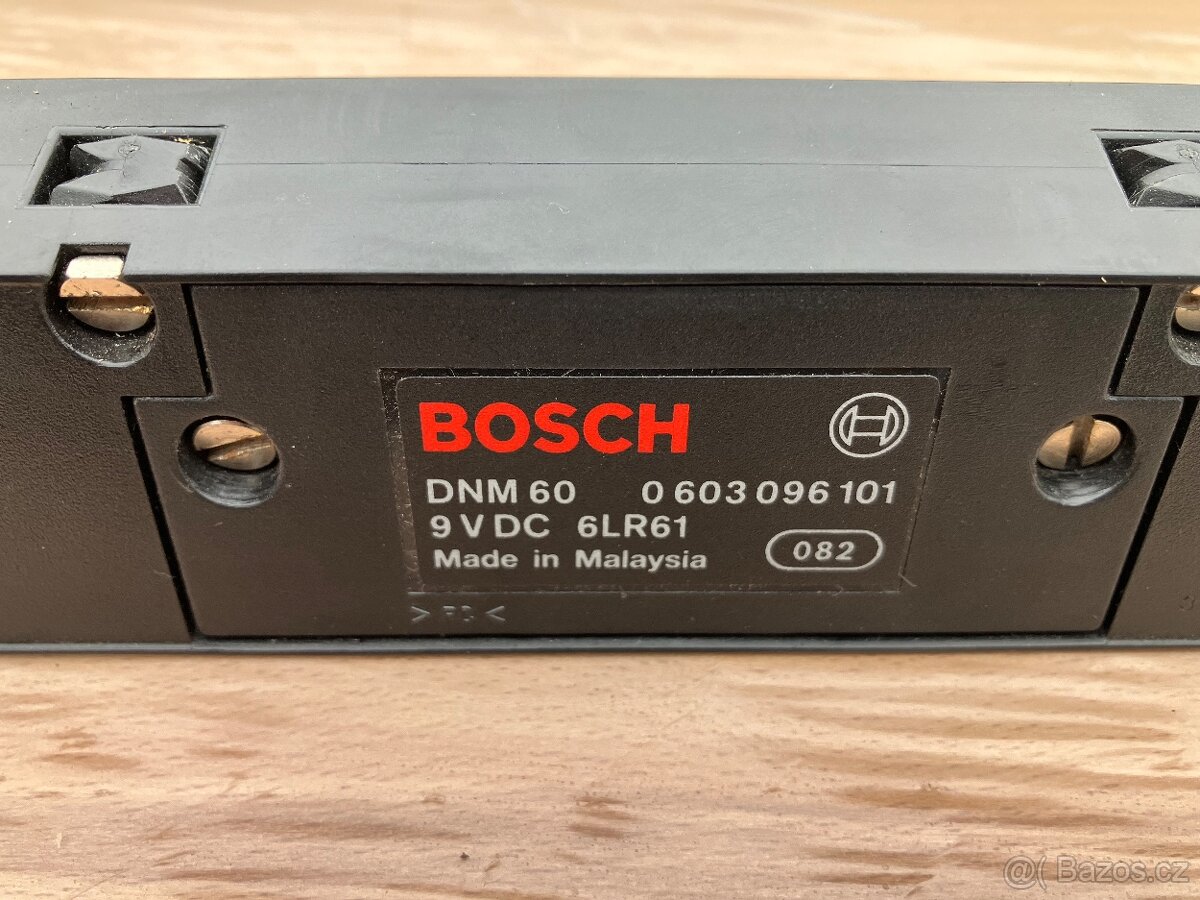 BOSCH
DNM 60 0 603 096 101
9 V DC 6LR61
Made in Malaysia 082
@( Bazos.cz